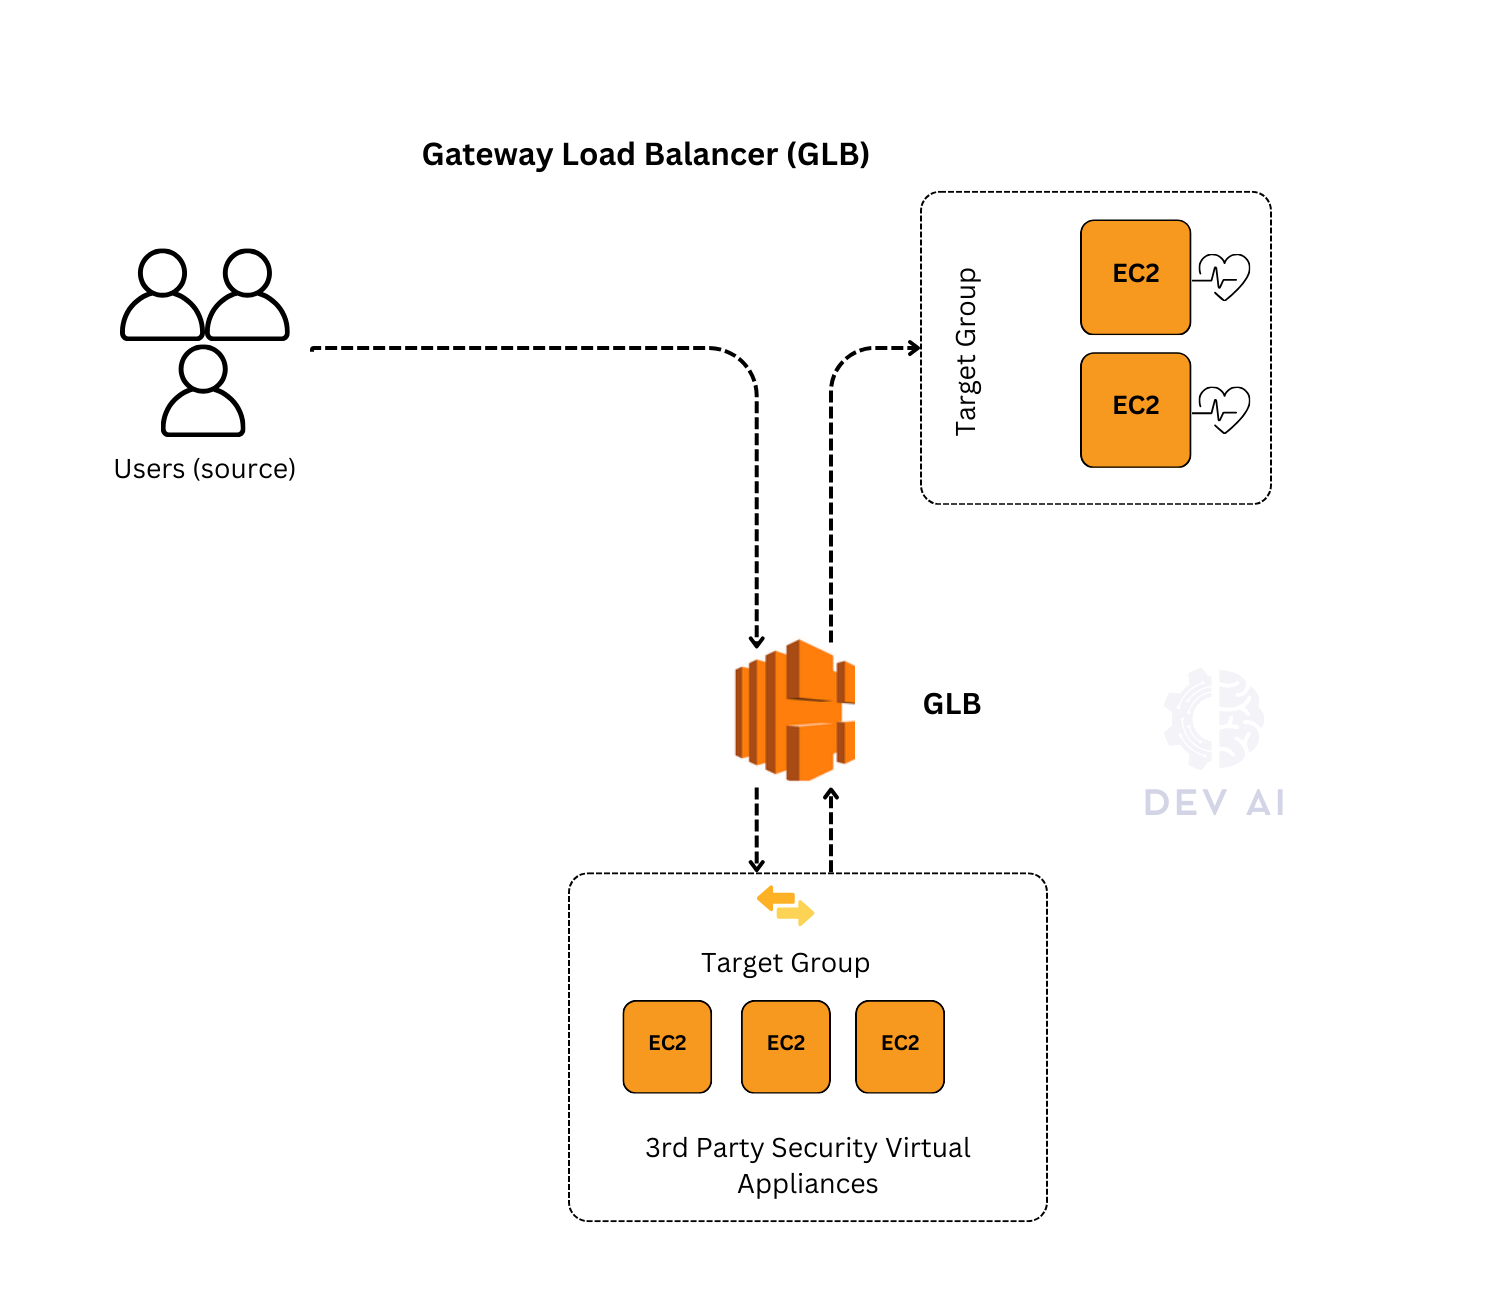 Gateway Load Balancer (GLB)
Users (source)
Target Group
EC2
EC2
GLB
DEV AI
Target Group
EC2 EC2 EC2
3rd Party Security Virtual
Appliances